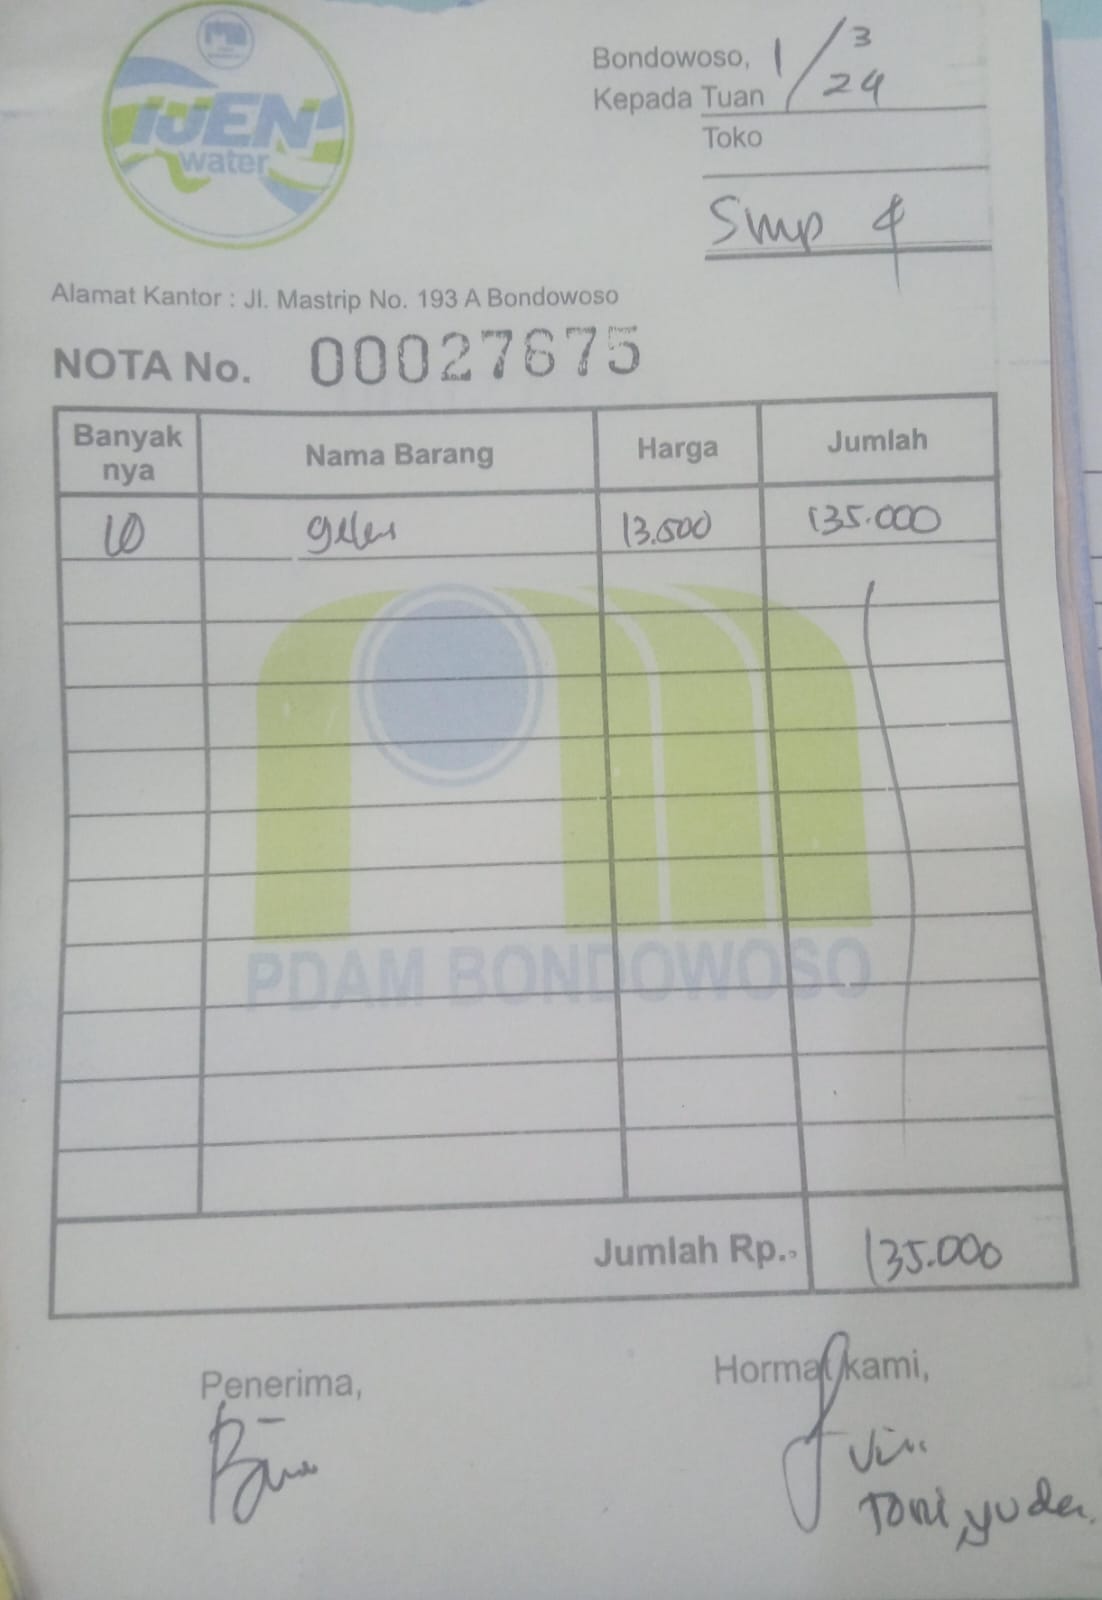 IJEN
water
Bondowoso, 1/3
24
Kepada Tuan
Toko
Smp 4
Alamat Kantor : Jl. Mastrip No. 193 A Bondowoso
NOTA No. 00027675
Banyak nya Nama Barang Harga Jumlah
10 13.500 135.000
PDAM BONDOWOSO
Jumlah Rp. 135.000
Penerima, Hormat kami,
Toni, yuda